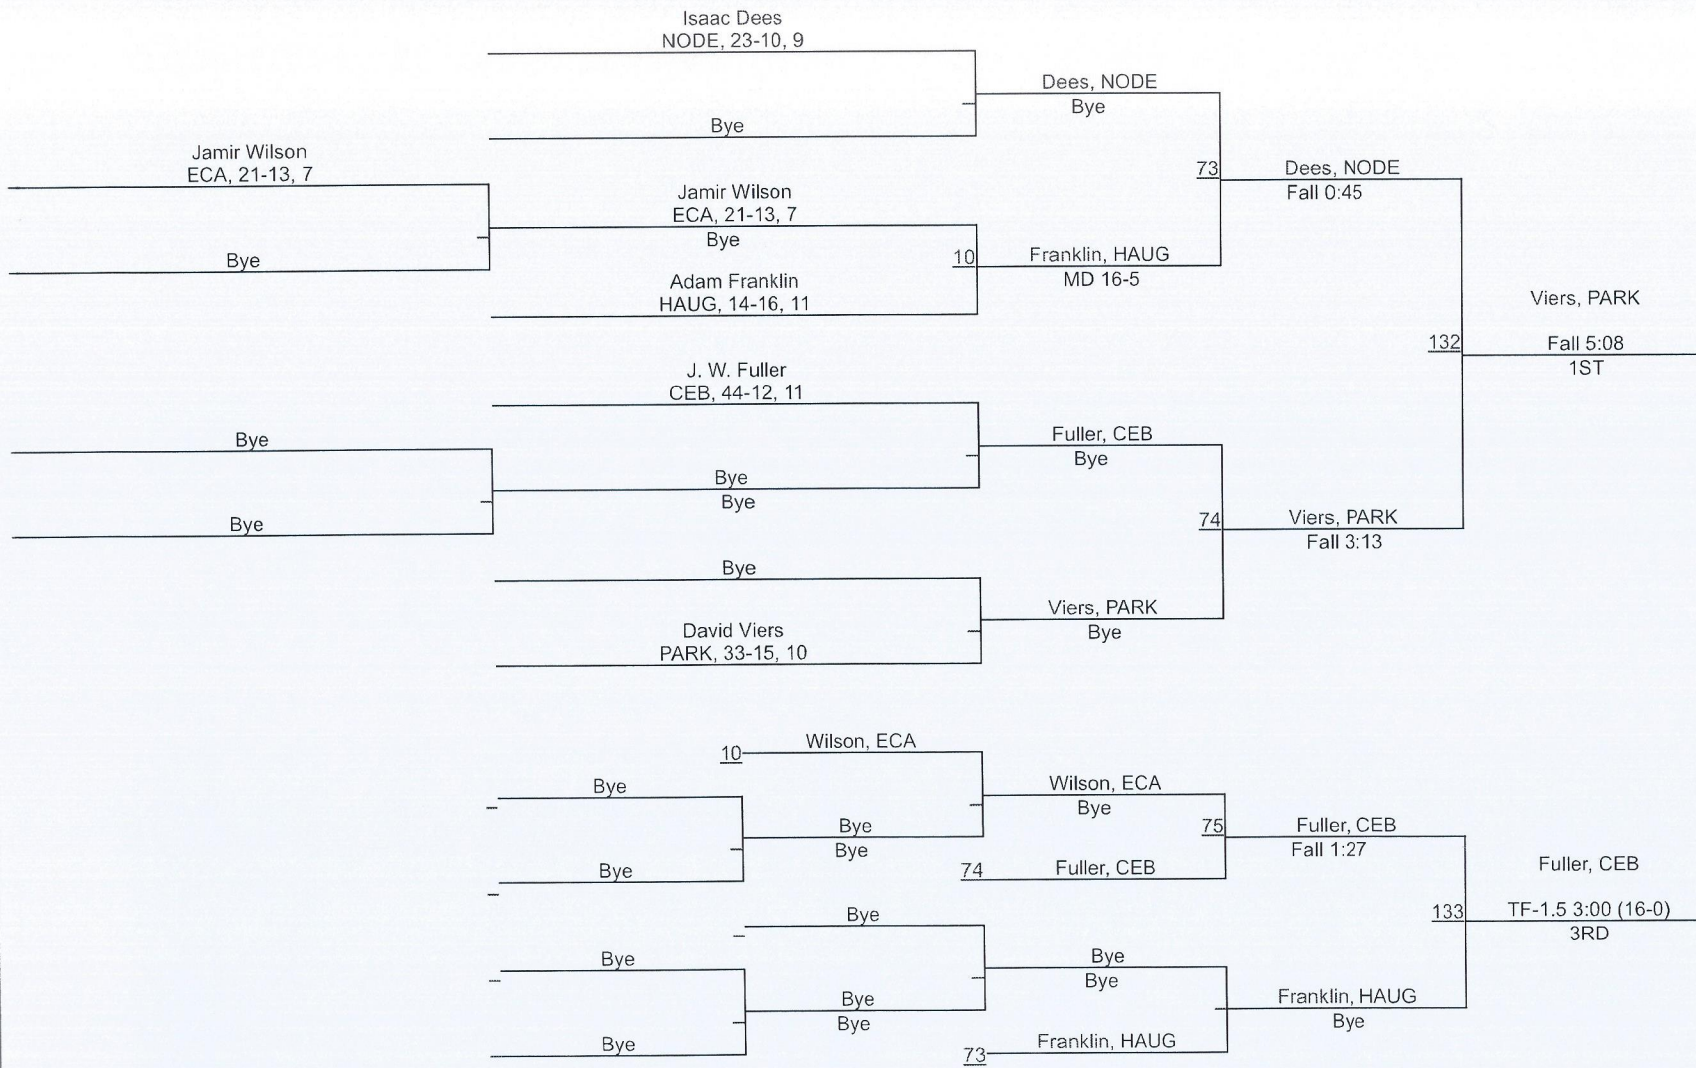 Isaac Dees
NODE, 23-10, 9
Dees, NODE
Bye
Bye
Jamir Wilson
ECA, 21-13, 7
73
Dees, NODE
Fall 0:45
Jamir Wilson
ECA, 21-13, 7
Bye
Bye
10
Franklin, HAUG
MD 16-5
Adam Franklin
HAUG, 14-16, 11
Viers, PARK
132
Fall 5:08
1ST
J. W. Fuller
CEB, 44-12, 11
Fuller, CEB
Bye
Bye
Bye
Bye
Bye
74
Viers, PARK
Fall 3:13
Bye
Viers, PARK
Bye
David Viers
PARK, 33-15, 10
10
Wilson, ECA
Wilson, ECA
Bye
Bye
Bye
Bye
75
Fuller, CEB
Fall 1:27
Bye
74
Fuller, CEB
Fuller, CEB
133
TF-1.5 3:00 (16-0)
3RD
Bye
Bye
Bye
Bye
Bye
Bye
Franklin, HAUG
Bye
Bye
73
Franklin, HAUG